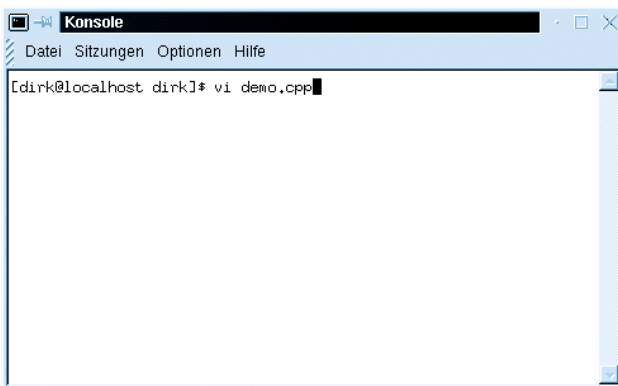 Konsole
Datei Sitzungen Optionen Hilfe
[dirk@localhost dirk]$ vi demo.cpp